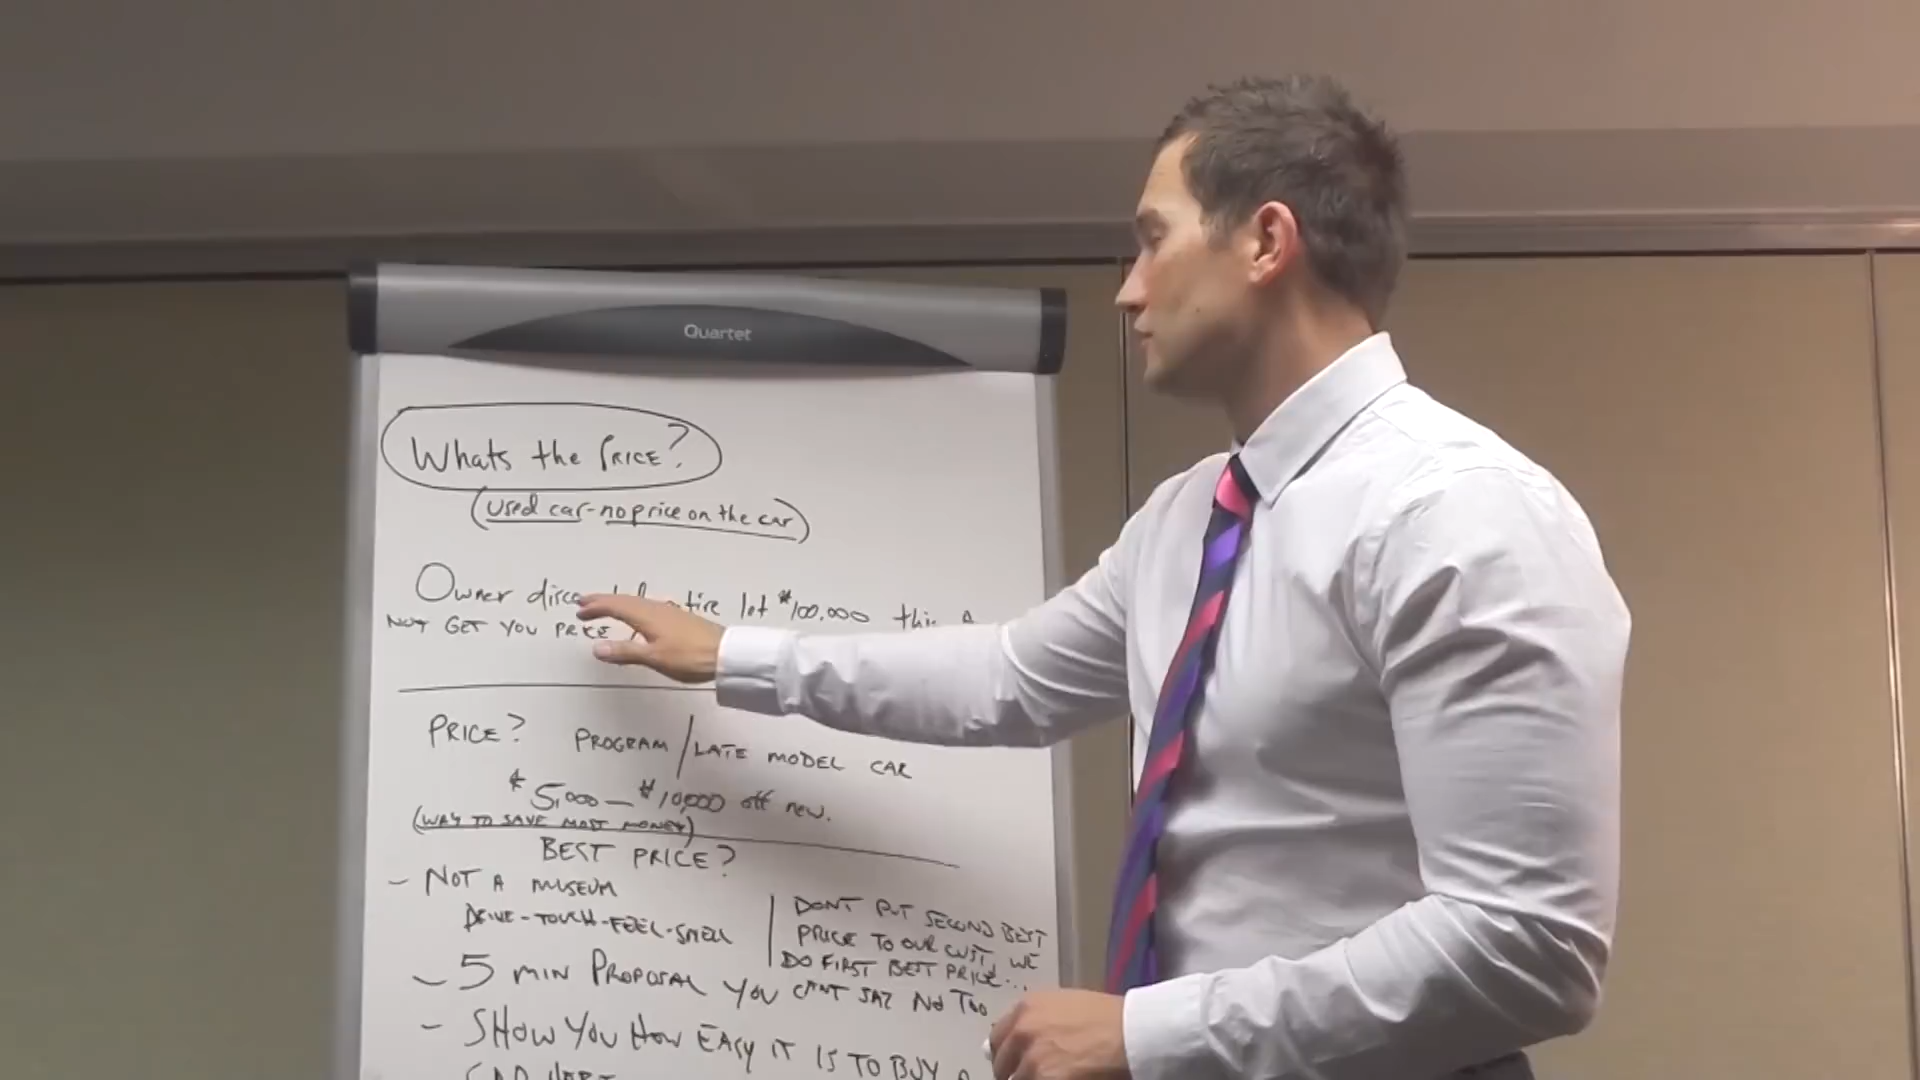 Quartet
Whats the PRICE?
(used car-no price on the car)
Owner lot $100,000
NOT GET YOU PRICE
PRICE? PROGRAM / LATE MODEL CAR
$5,000 - $10,000 off new.
(WAY TO SAVE MOST MONEY)
BEST PRICE?
- NOT A MUSEUM
DRIVE-TOUCH-FEEL-SMELL
DONT PUT SECOND BEST
PRICE TO OUR CUST, WE
DO FIRST BEST PRICE...
- 5 MIN PROPOSAL YOU CANT SAY NO TOO
- SHOW YOU HOW EASY IT IS TO BUY A